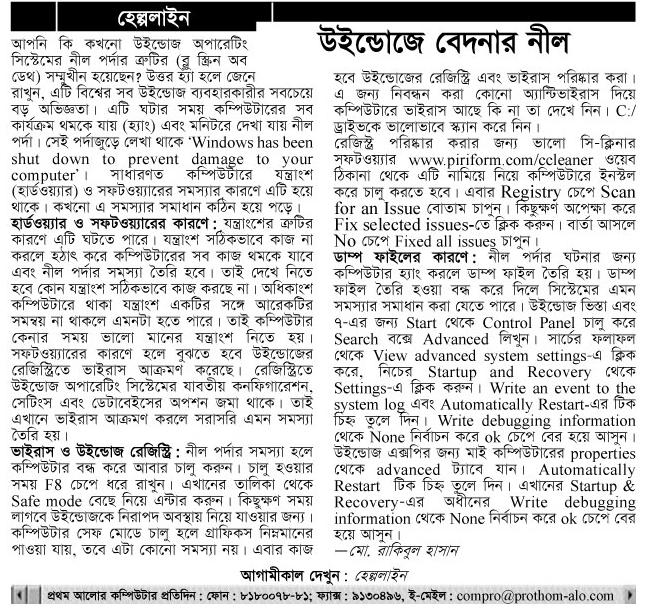 হেল্পলাইন
উইন্ডোজে বেদনার নীল
আপনি কি কখনো উইন্ডোজ অপারেটিং
সিস্টেমের নীল পর্দার ত্রুটির (ব্লু স্ক্রিন অব
ডেথ) সম্মুখীন হয়েছেন? উত্তর হ্যাঁ হলে জেনে
রাখুন, এটি বিশ্বের সব উইন্ডোজ ব্যবহারকারীর সবচেয়ে
বড় অভিজ্ঞতা। এটি ঘটার সময় কম্পিউটারের সব
কার্যক্রম থমকে যায় (হ্যাং) এবং মনিটরে দেখা যায় নীল
পর্দা। সেই পর্দাজুড়ে লেখা থাকে ‘Windows has been
shut down to prevent damage to your
computer’। সাধারণত কম্পিউটারে যন্ত্রাংশ
(হার্ডওয়্যার) ও সফটওয়্যারের সমস্যার কারণে এটি হয়ে
থাকে। কখনো এ সমস্যার সমাধান কঠিন হয়ে পড়ে।
হার্ডওয়্যার ও সফটওয়্যারের কারণে : যন্ত্রাংশের ত্রুটির
কারণে এটি ঘটতে পারে। যন্ত্রাংশ সঠিকভাবে কাজ না
করলে হঠাৎ করে কম্পিউটারের সব কাজ থমকে যাবে
এবং নীল পর্দার সমস্যা তৈরি হবে। তাই দেখে নিতে
হবে কোন যন্ত্রাংশ সঠিকভাবে কাজ করছে না। অধিকাংশ
কম্পিউটারে থাকা যন্ত্রাংশ একটির সঙ্গে আরেকটির
সমন্বয় না থাকলে এমনটা হতে পারে। তাই কম্পিউটার
কেনার সময় ভালো মানের যন্ত্রাংশ নিতে হয়।
সফটওয়্যারের কারণে হলে বুঝতে হবে উইন্ডোজের
রেজিস্ট্রিতে ভাইরাস আক্রমণ করেছে। রেজিস্ট্রিতে
উইন্ডোজ অপারেটিং সিস্টেমের যাবতীয় কনফিগারেশন,
সেটিংস এবং ডেটাবেইসের অপশন জমা থাকে। তাই
এখানে ভাইরাস আক্রমণ করলে সরাসরি এমন সমস্যা
তৈরি হয়।
ভাইরাস ও উইন্ডোজ রেজিস্ট্রি : নীল পর্দার সমস্যা হলে
কম্পিউটার বন্ধ করে আবার চালু করুন। চালু হওয়ার
সময় F8 চেপে ধরে রাখুন। এখানের তালিকা থেকে
Safe mode বেছে নিয়ে এন্টার করুন। কিছুক্ষণ সময়
লাগবে উইন্ডোজকে নিরাপদ অবস্থায় নিয়ে যাওয়ার জন্য।
কম্পিউটার সেফ মোডে চালু হলে গ্রাফিকস নিম্নমানের
পাওয়া যায়, তবে এটা কোনো সমস্যা নয়। এবার কাজ
হবে উইন্ডোজের রেজিস্ট্রি এবং ভাইরাস পরিষ্কার করা।
এ জন্য নিবন্ধন করা কোনো অ্যান্টিভাইরাস দিয়ে
কম্পিউটারে ভাইরাস আছে কি না তা দেখে নিন। C:/
ড্রাইভকে ভালোভাবে স্ক্যান করে নিন।
রেজিস্ট্রি পরিষ্কার করার জন্য ভালো সি-ক্লিনার
সফটওয়্যার www.piriform.com/ccleaner ওয়েব
ঠিকানা থেকে এটি নামিয়ে নিয়ে কম্পিউটারে ইনস্টল
করে চালু করতে হবে। এবার Registry চেপে Scan
for an Issue বোতাম চাপুন। কিছুক্ষণ অপেক্ষা করে
Fix selected issues-তে ক্লিক করুন। বার্তা আসলে
No চেপে Fixed all issues চাপুন।
ডাম্প ফাইলের কারণে : নীল পর্দার ঘটনার জন্য
কম্পিউটার হ্যাং করলে ডাম্প ফাইল তৈরি হয়। ডাম্প
ফাইল তৈরি হওয়া বন্ধ করে দিলে সিস্টেমের এমন
সমস্যার সমাধান করা যেতে পারে। উইন্ডোজ ভিস্তা এবং
৭-এর জন্য Start থেকে Control Panel চালু করে
Search বক্সে Advanced লিখুন। সার্চের ফলাফল
থেকে View advanced system settings-এ ক্লিক
করে, নিচের Startup and Recovery থেকে
Settings-এ ক্লিক করুন। Write an event to the
system log এবং Automatically Restart-এর টিক
চিহ্ন তুলে দিন। Write debugging information
থেকে None নির্বাচন করে ok চেপে বের হয়ে আসুন।
উইন্ডোজ এক্সপির জন্য মাই কম্পিউটারের properties
থেকে advanced ট্যাবে যান। Automatically
Restart টিক চিহ্ন তুলে দিন। এখানের Startup &
Recovery-এর অধীনের Write debugging
information থেকে None নির্বাচন করে ok চেপে বের
হয়ে আসুন।
—মো. রাকিবুল হাসান
আগামীকাল দেখুন : হেল্পলাইন
প্রথম আলোর কম্পিউটার প্রতিদিন : ফোন : ৮১৮০০৭৮-৮১; ফ্যাক্স : ৯১৩০৪৯৬, ই-মেইল : compro@prothom-alo.com